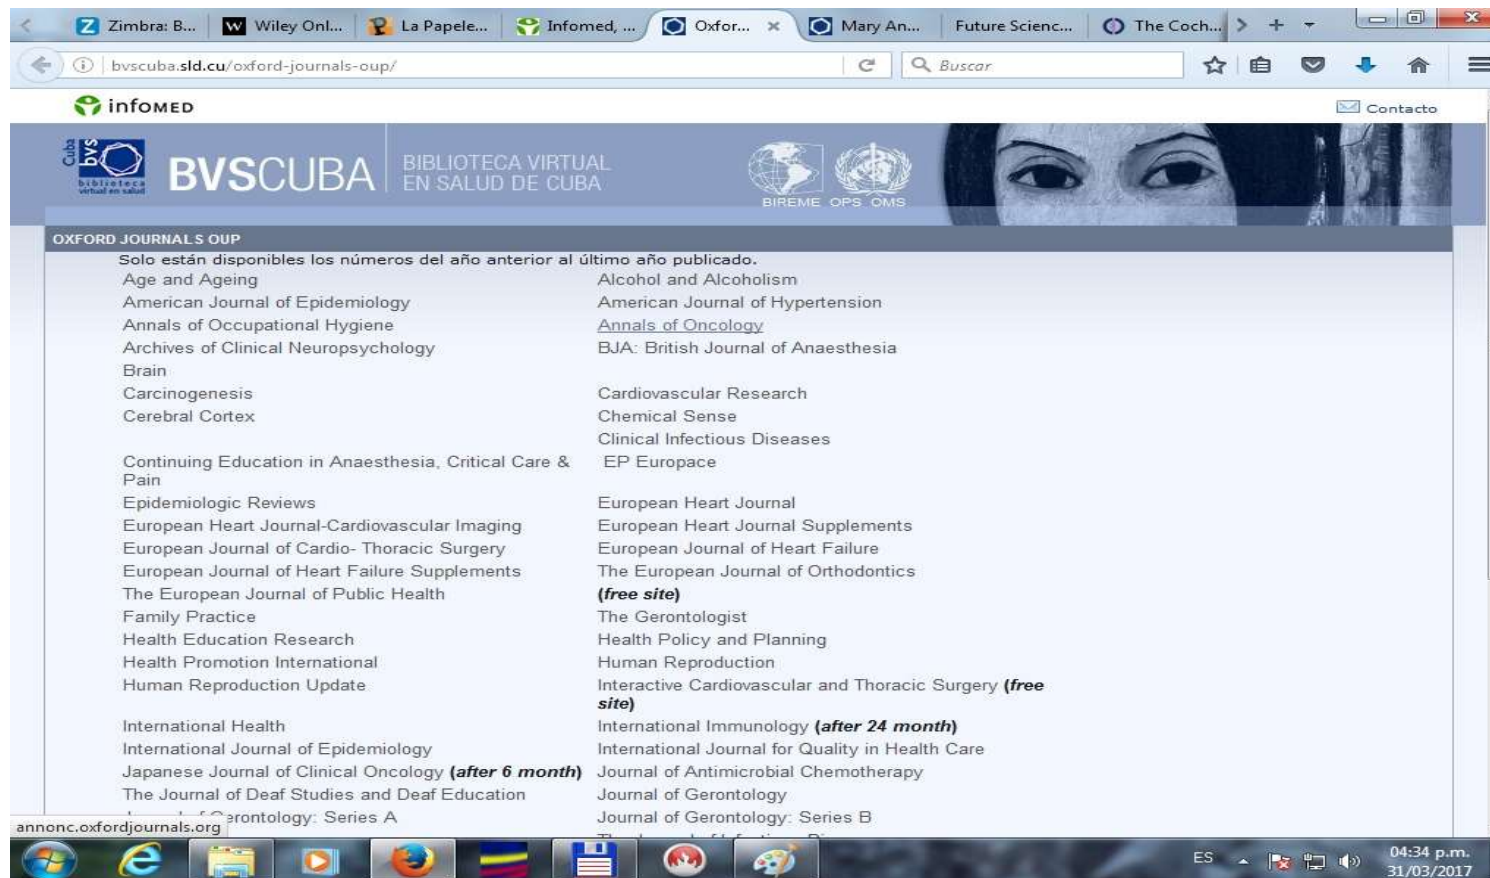 Zimbra: B... Wiley Onl... La Papele... Infomed, ... Oxfor... Mary An... Future Scienc... The Coch...
bvscuba.sld.cu/oxford-journals-oup/ Buscar
infomed Contacto
Cuba bvs biblioteca virtual en salud
BVSCUBA
BIBLIOTECA VIRTUAL
EN SALUD DE CUBA
BIREME OPS OMS
OXFORD JOURNALS OUP
Solo están disponibles los números del año anterior al último año publicado.
Age and Ageing Alcohol and Alcoholism
American Journal of Epidemiology American Journal of Hypertension
Annals of Occupational Hygiene Annals of Oncology
Archives of Clinical Neuropsychology BJA: British Journal of Anaesthesia
Brain
Carcinogenesis Cardiovascular Research
Cerebral Cortex Chemical Sense
Clinical Infectious Diseases
Continuing Education in Anaesthesia, Critical Care & EP Europace
Pain
Epidemiologic Reviews European Heart Journal
European Heart Journal-Cardiovascular Imaging European Heart Journal Supplements
European Journal of Cardio- Thoracic Surgery European Journal of Heart Failure
European Journal of Heart Failure Supplements The European Journal of Orthodontics
The European Journal of Public Health (free site)
Family Practice The Gerontologist
Health Education Research Health Policy and Planning
Health Promotion International Human Reproduction
Human Reproduction Update Interactive Cardiovascular and Thoracic Surgery (free
site)
International Health International Immunology (after 24 month)
International Journal of Epidemiology International Journal for Quality in Health Care
Japanese Journal of Clinical Oncology (after 6 month) Journal of Antimicrobial Chemotherapy
The Journal of Deaf Studies and Deaf Education Journal of Gerontology
Gerontology: Series A Journal of Gerontology: Series B
annonc.oxfordjournals.org
ES 04:34 p.m.
31/03/2017